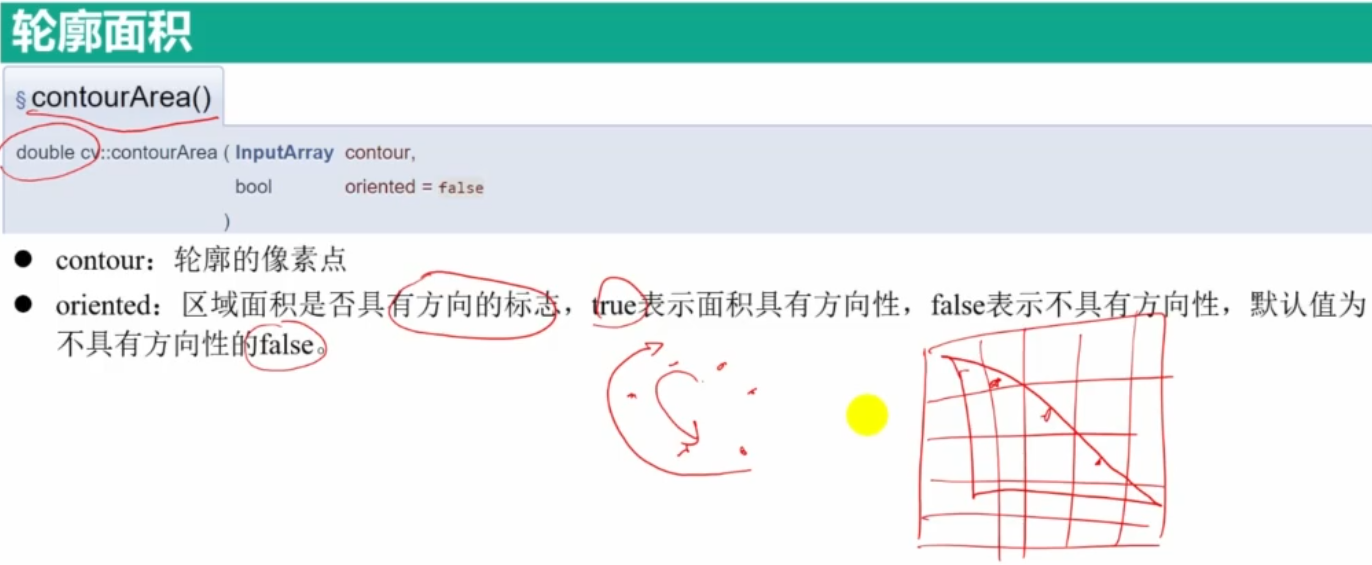 轮廓面积
§ contourArea()
double cv::contourArea ( InputArray contour,
bool oriented = false
)
● contour：轮廓的像素点
● oriented：区域面积是否具有方向的标志，true表示面积具有方向性，false表示不具有方向性，默认值为
不具有方向性的false。